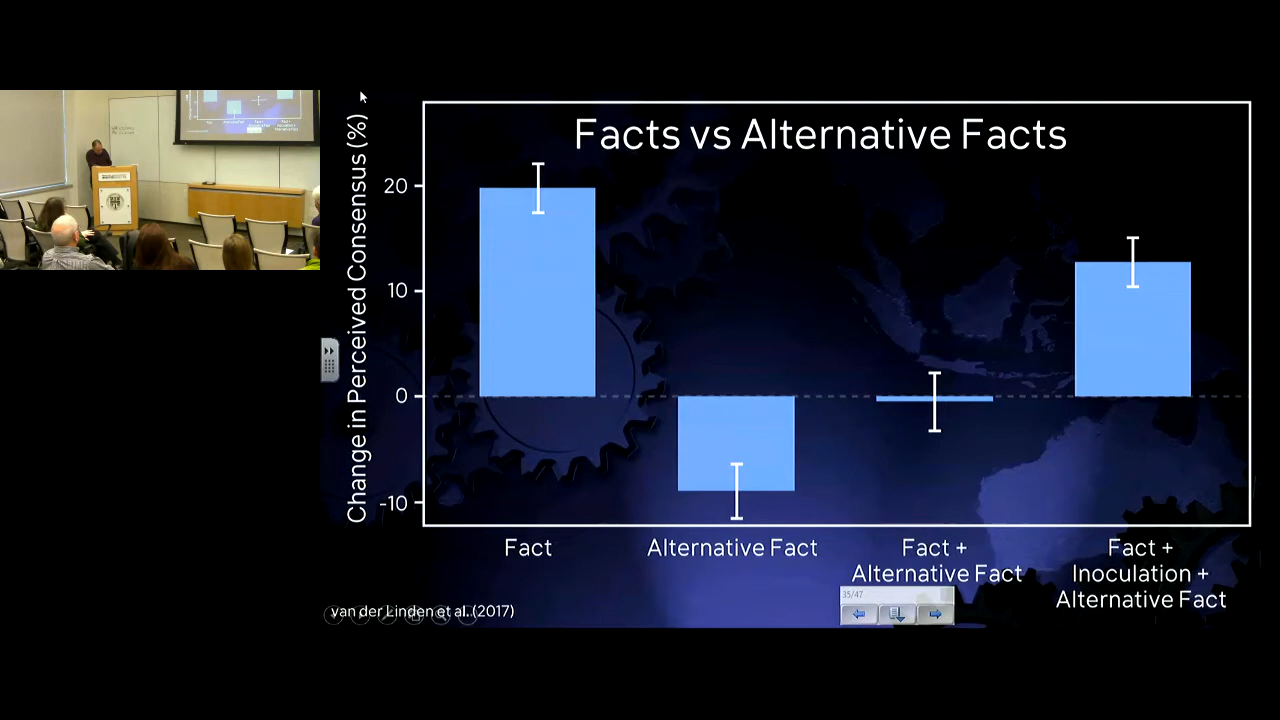 Facts vs Alternative Facts
Change in Perceived Consensus (%)
20
10
0
-10
Fact
Alternative Fact
Fact +
Alternative Fact
Fact +
Inoculation +
Alternative Fact
van der Linden et al. (2017)
35/47